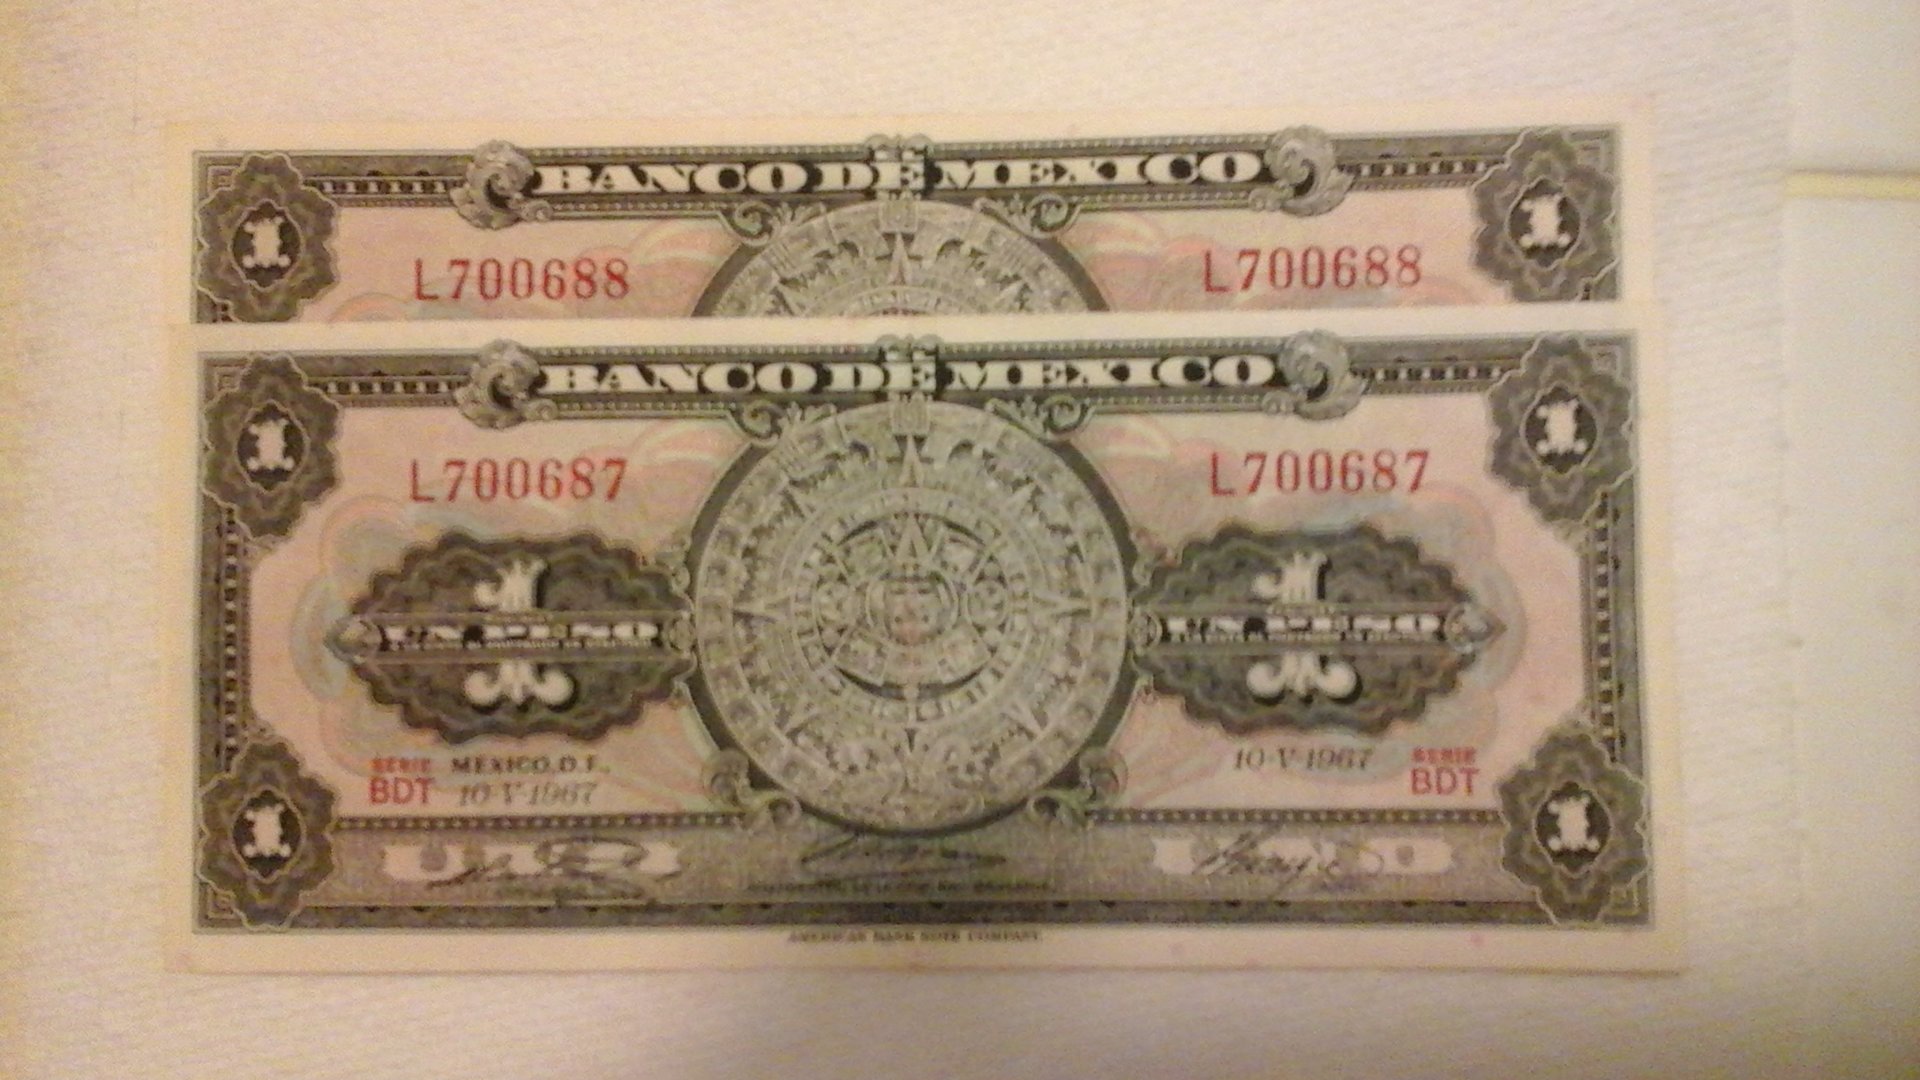 BANCO DE MEXICO
1 1
L700688 L700688
BANCO DE MEXICO
1 1
L700687 L700687
UN PESO UN PESO
SERIE MEXICO, D.F., 10-V-1967 SERIE
BDT 10-V-1967 BDT
1 1
AMERICAN BANK NOTE COMPANY.